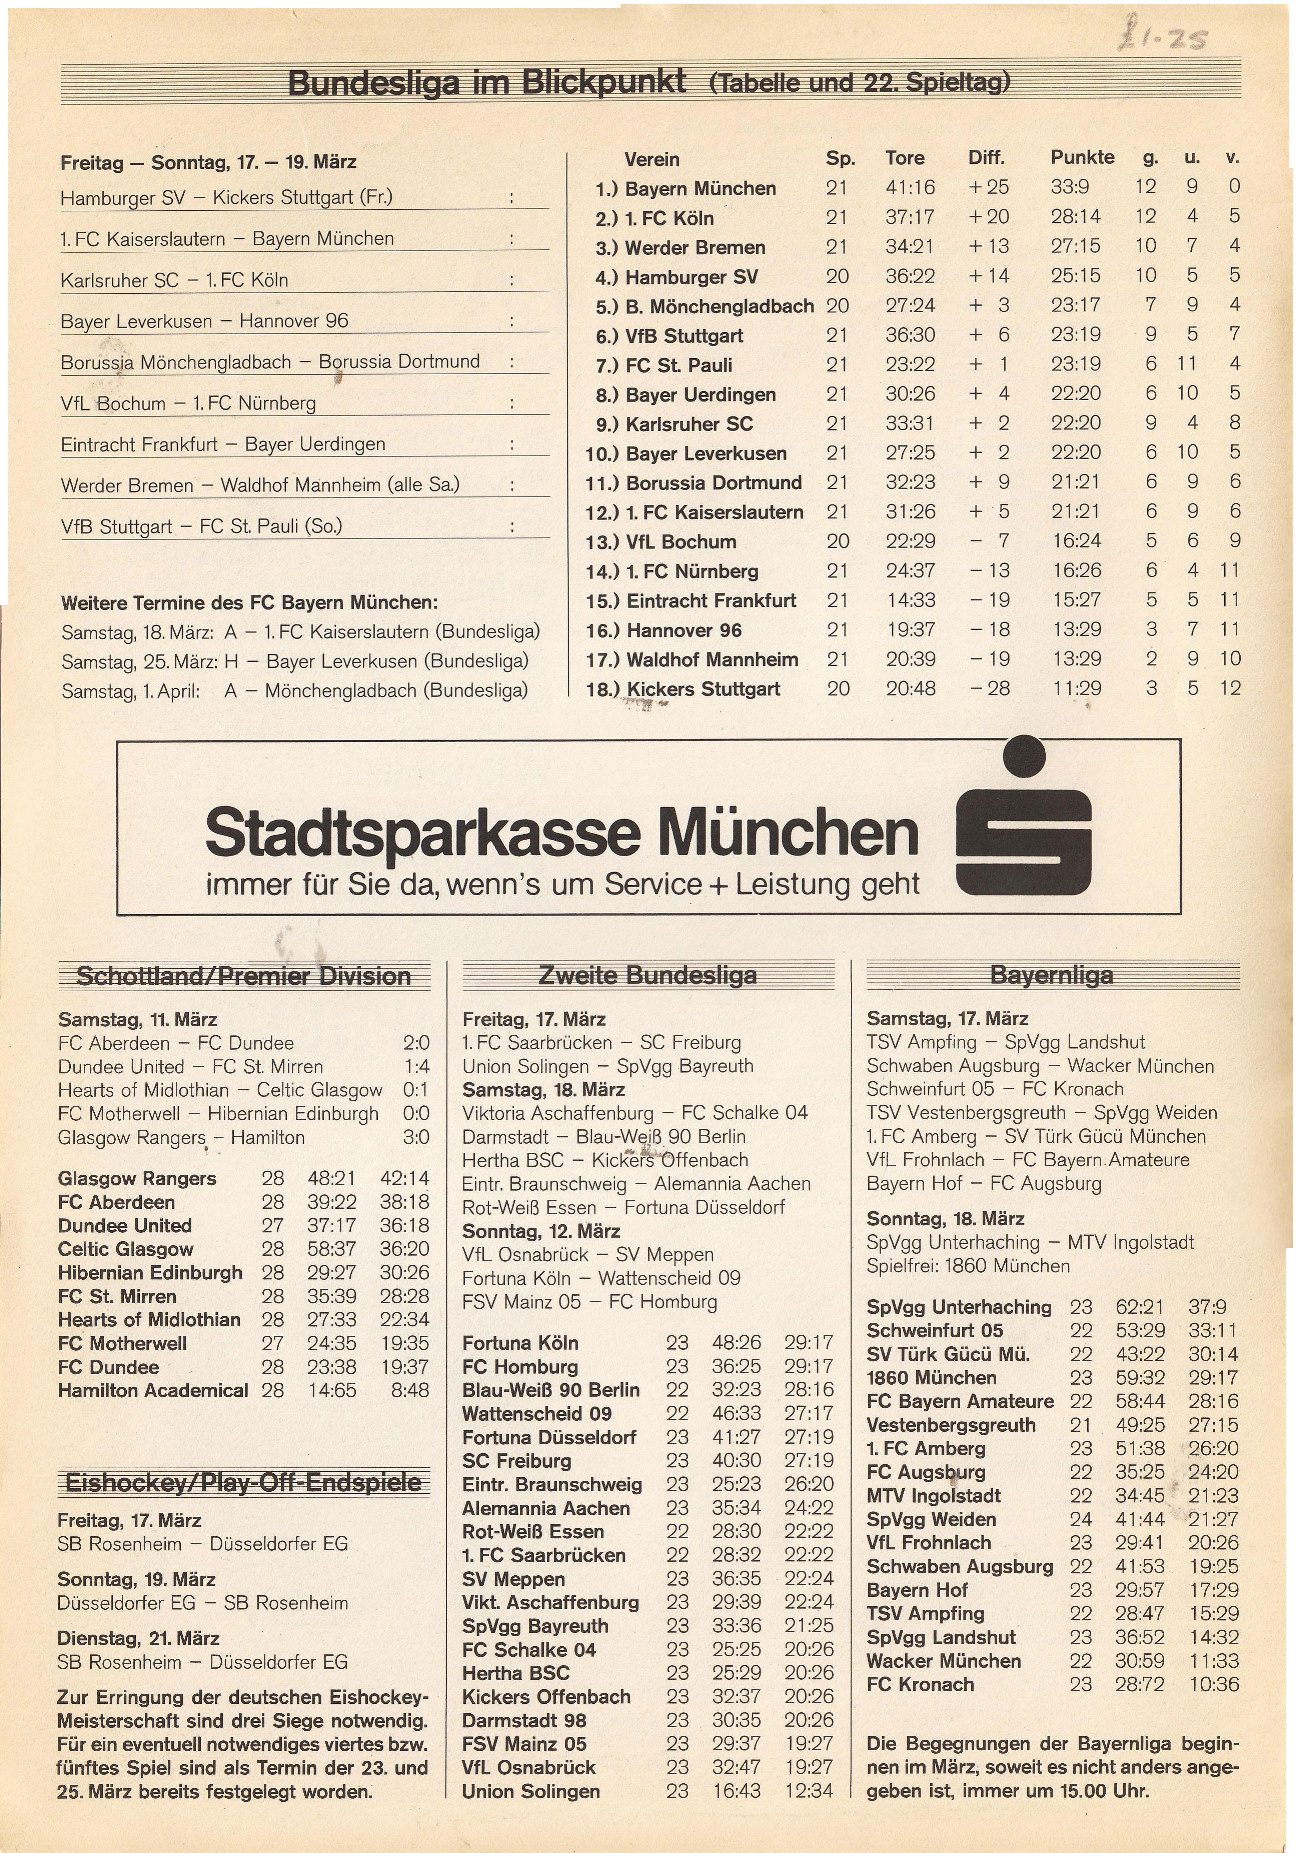 £1.25
Bundesliga im Blickpunkt (Tabelle und 22. Spieltag)
Freitag – Sonntag, 17. – 19. März
Hamburger SV – Kickers Stuttgart (Fr.) :
1. FC Kaiserslautern – Bayern München :
Karlsruher SC – 1. FC Köln :
Bayer Leverkusen – Hannover 96 :
Borussia Mönchengladbach – Borussia Dortmund :
VfL Bochum – 1. FC Nürnberg :
Eintracht Frankfurt – Bayer Uerdingen :
Werder Bremen – Waldhof Mannheim (alle Sa.) :
VfB Stuttgart – FC St. Pauli (So.) :
Weitere Termine des FC Bayern München:
Samstag, 18. März: A – 1. FC Kaiserslautern (Bundesliga)
Samstag, 25. März: H – Bayer Leverkusen (Bundesliga)
Samstag, 1. April: A – Mönchengladbach (Bundesliga)
Verein Sp. Tore Diff. Punkte g. u. v.
1.) Bayern München 21 41:16 +25 33:9 12 9 0
2.) 1. FC Köln 21 37:17 +20 28:14 12 4 5
3.) Werder Bremen 21 34:21 +13 27:15 10 7 4
4.) Hamburger SV 20 36:22 +14 25:15 10 5 5
5.) B. Mönchengladbach 20 27:24 + 3 23:17 7 9 4
6.) VfB Stuttgart 21 36:30 + 6 23:19 9 5 7
7.) FC St. Pauli 21 23:22 + 1 23:19 6 11 4
8.) Bayer Uerdingen 21 30:26 + 4 22:20 6 10 5
9.) Karlsruher SC 21 33:31 + 2 22:20 9 4 8
10.) Bayer Leverkusen 21 27:25 + 2 22:20 6 10 5
11.) Borussia Dortmund 21 32:23 + 9 21:21 6 9 6
12.) 1. FC Kaiserslautern 21 31:26 + 5 21:21 6 9 6
13.) VfL Bochum 20 22:29 – 7 16:24 5 6 9
14.) 1. FC Nürnberg 21 24:37 – 13 16:26 6 4 11
15.) Eintracht Frankfurt 21 14:33 – 19 15:27 5 5 11
16.) Hannover 96 21 19:37 – 18 13:29 3 7 11
17.) Waldhof Mannheim 21 20:39 – 19 13:29 2 9 10
18.) Kickers Stuttgart 20 20:48 – 28 11:29 3 5 12
Stadtsparkasse München
immer für Sie da, wenn's um Service + Leistung geht
Schottland/Premier Division
Samstag, 11. März
FC Aberdeen – FC Dundee 2:0
Dundee United – FC St. Mirren 1:4
Hearts of Midlothian – Celtic Glasgow 0:1
FC Motherwell – Hibernian Edinburgh 0:0
Glasgow Rangers – Hamilton 3:0
Glasgow Rangers 28 48:21 42:14
FC Aberdeen 28 39:22 38:18
Dundee United 27 37:17 36:18
Celtic Glasgow 28 58:37 36:20
Hibernian Edinburgh 28 29:27 30:26
FC St. Mirren 28 35:39 28:28
Hearts of Midlothian 28 27:33 22:34
FC Motherwell 27 24:35 19:35
FC Dundee 28 23:38 19:37
Hamilton Academical 28 14:65 8:48
Eishockey/Play-Off-Endspiele
Freitag, 17. März
SB Rosenheim – Düsseldorfer EG
Sonntag, 19. März
Düsseldorfer EG – SB Rosenheim
Dienstag, 21. März
SB Rosenheim – Düsseldorfer EG
Zur Erringung der deutschen Eishockey-
Meisterschaft sind drei Siege notwendig.
Für ein eventuell notwendiges viertes bzw.
fünftes Spiel sind als Termin der 23. und
25. März bereits festgelegt worden.
Zweite Bundesliga
Freitag, 17. März
1. FC Saarbrücken – SC Freiburg
Union Solingen – SpVgg Bayreuth
Samstag, 18. März
Viktoria Aschaffenburg – FC Schalke 04
Darmstadt – Blau-Weiß 90 Berlin
Hertha BSC – Kickers Offenbach
Eintr. Braunschweig – Alemannia Aachen
Rot-Weiß Essen – Fortuna Düsseldorf
Sonntag, 12. März
VfL Osnabrück – SV Meppen
Fortuna Köln – Wattenscheid 09
FSV Mainz 05 – FC Homburg
Fortuna Köln 23 48:26 29:17
FC Homburg 23 36:25 29:17
Blau-Weiß 90 Berlin 22 32:23 28:16
Wattenscheid 09 22 46:33 27:17
Fortuna Düsseldorf 23 41:27 27:19
SC Freiburg 23 40:30 27:19
Eintr. Braunschweig 23 25:23 26:20
Alemannia Aachen 23 35:34 24:22
Rot-Weiß Essen 22 28:30 22:22
1. FC Saarbrücken 22 28:32 22:22
SV Meppen 23 36:35 22:24
Vikt. Aschaffenburg 23 29:39 22:24
SpVgg Bayreuth 23 33:36 21:25
FC Schalke 04 23 25:25 20:26
Hertha BSC 23 25:29 20:26
Kickers Offenbach 23 32:37 20:26
Darmstadt 98 23 30:35 20:26
FSV Mainz 05 23 29:37 19:27
VfL Osnabrück 23 32:47 19:27
Union Solingen 23 16:43 12:34
Bayernliga
Samstag, 17. März
TSV Ampfing – SpVgg Landshut
Schwaben Augsburg – Wacker München
Schweinfurt 05 – FC Kronach
TSV Vestenbergsgreuth – SpVgg Weiden
1. FC Amberg – SV Türk Gücü München
VfL Frohnlach – FC Bayern Amateure
Bayern Hof – FC Augsburg
Sonntag, 18. März
SpVgg Unterhaching – MTV Ingolstadt
Spielfrei: 1860 München
SpVgg Unterhaching 23 62:21 37:9
Schweinfurt 05 22 53:29 33:11
SV Türk Gücü Mü. 22 43:22 30:14
1860 München 23 59:32 29:17
FC Bayern Amateure 22 58:44 28:16
Vestenbergsgreuth 21 49:25 27:15
1. FC Amberg 23 51:38 26:20
FC Augsburg 22 35:25 24:20
MTV Ingolstadt 22 34:45 21:23
SpVgg Weiden 24 41:44 21:27
VfL Frohnlach 23 29:41 20:26
Schwaben Augsburg 22 41:53 19:25
Bayern Hof 23 29:57 17:29
TSV Ampfing 22 28:47 15:29
SpVgg Landshut 23 36:52 14:32
Wacker München 22 30:59 11:33
FC Kronach 23 28:72 10:36
Die Begegnungen der Bayernliga begin-
nen im März, soweit es nicht anders ange-
geben ist, immer um 15.00 Uhr.